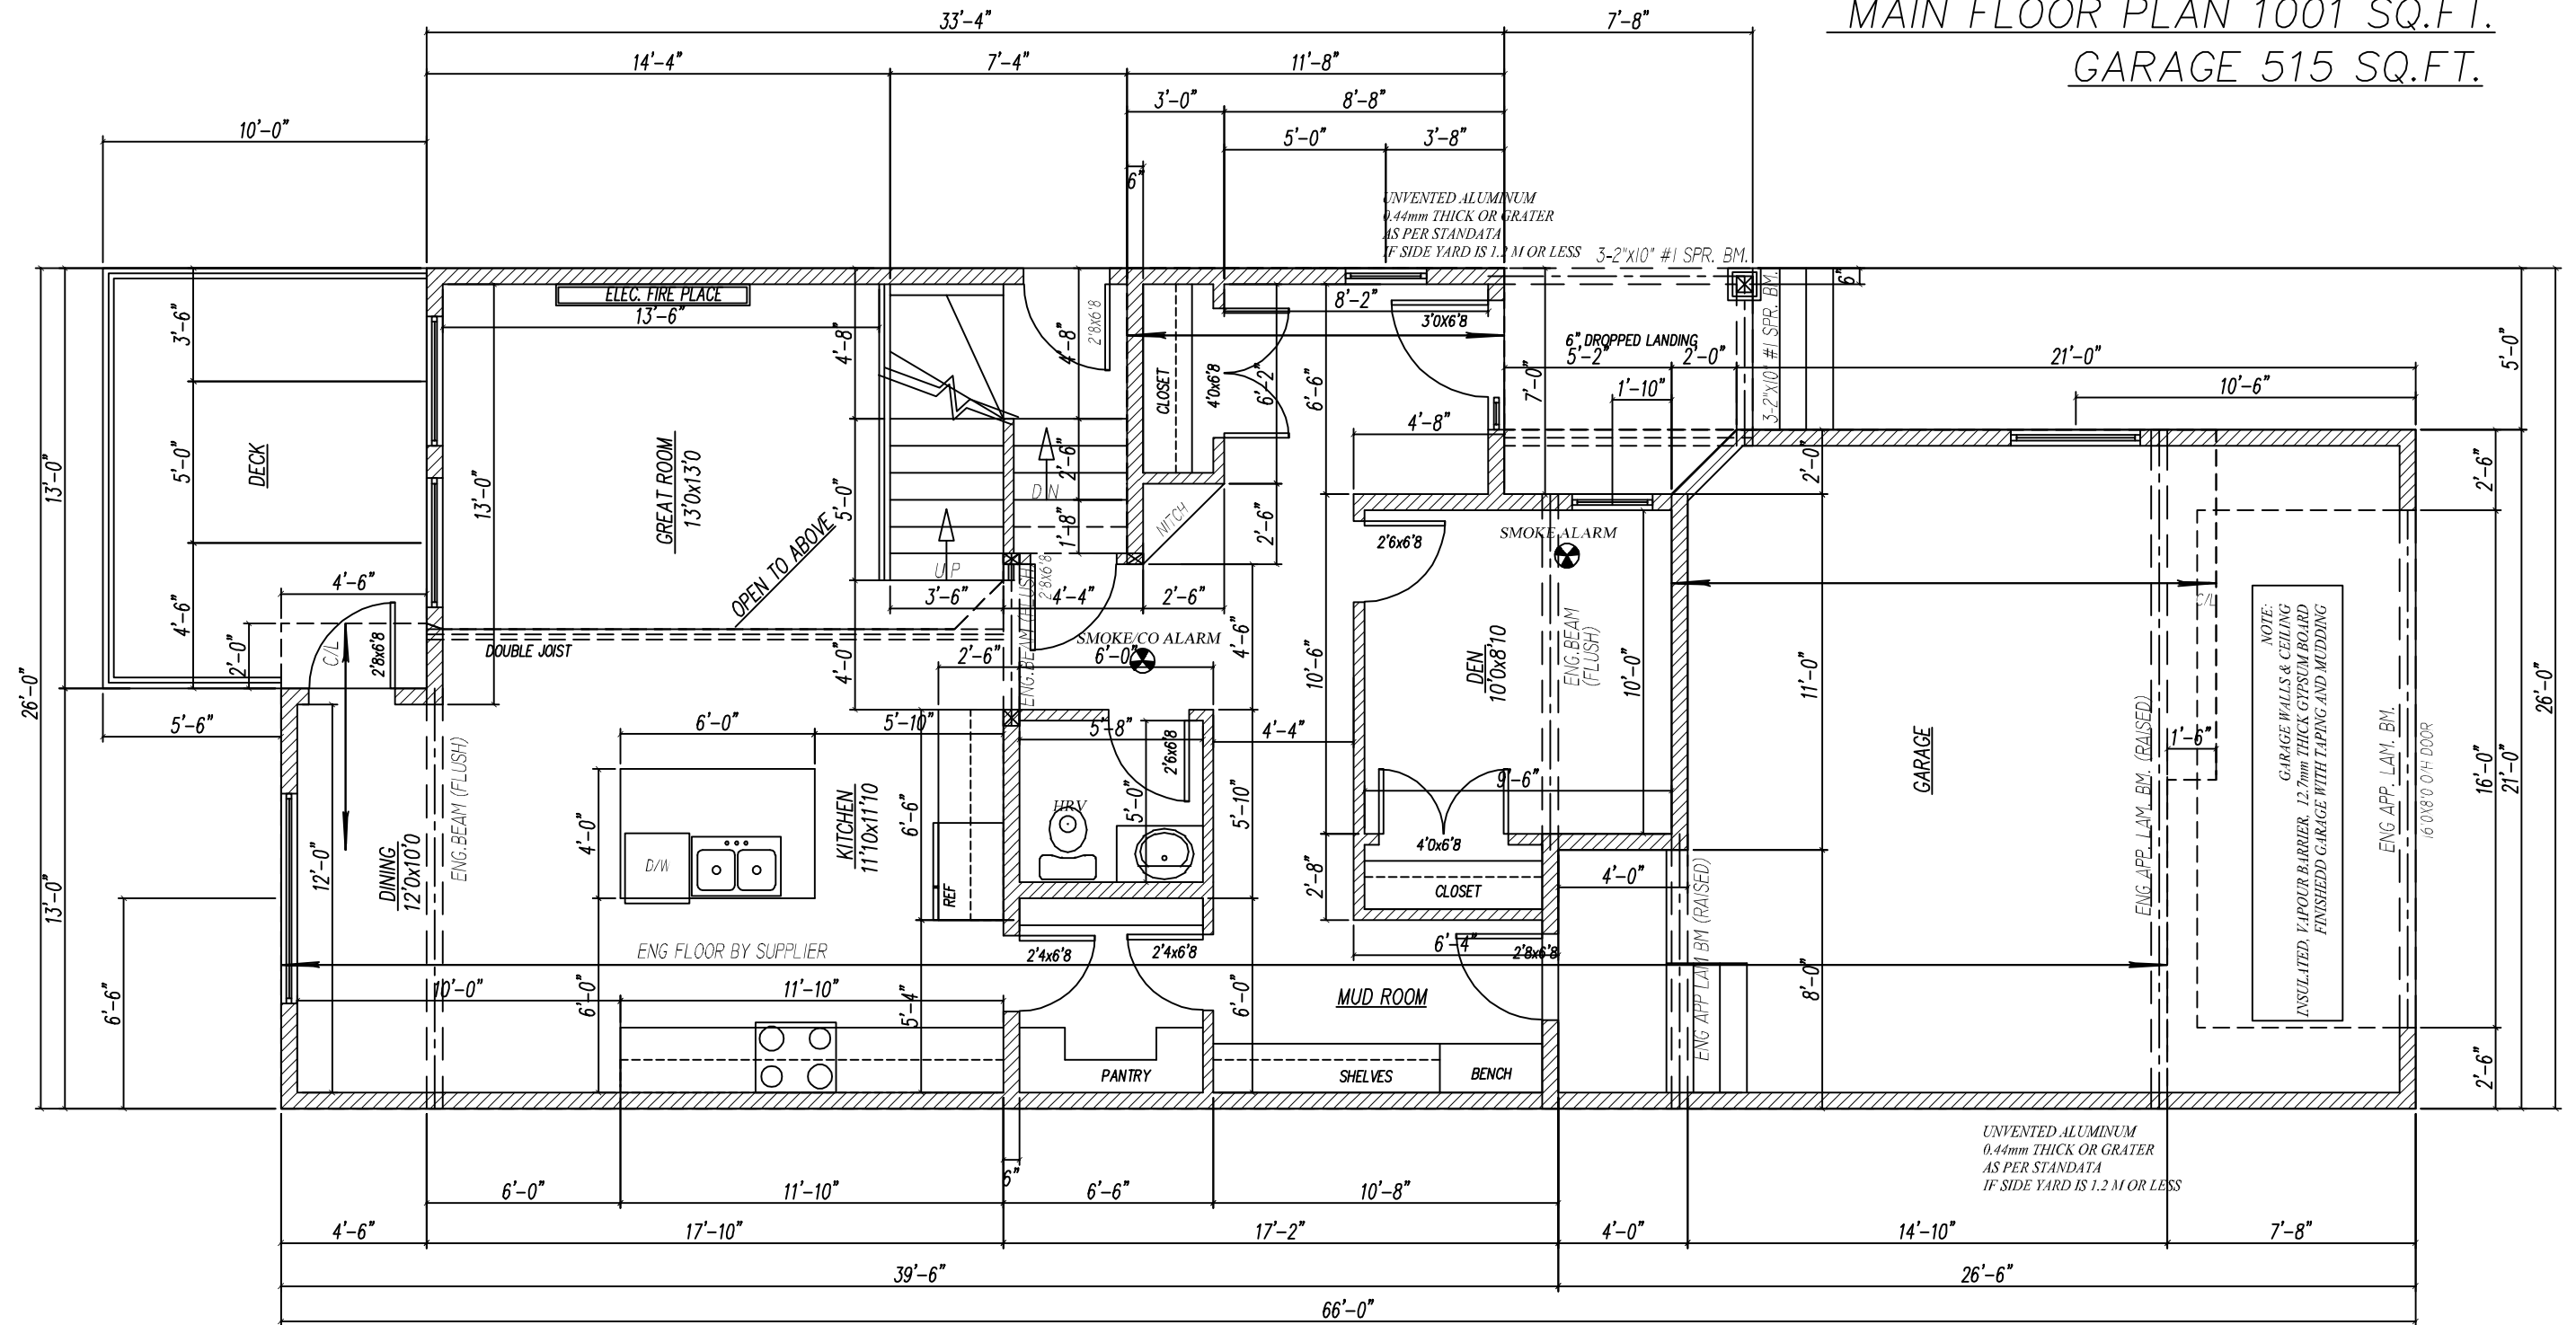 MAIN FLOOR PLAN 1001 SQ.FT.
GARAGE 515 SQ.FT.
33'-4"
7'-8"
14'-4"
7'-4"
11'-8"
3'-0"
8'-8"
10'-0"
5'-0"
3'-8"
6"
UNVENTED ALUMINUM
0.44mm THICK OR GRATER
AS PER STANDATA
IF SIDE YARD IS 1.2 M OR LESS
3-2"x10" #1 SPR. BM.
3-2"x10" #1 SPR. BM.
6"
ELEC. FIRE PLACE
13'-6"
8'-2"
3'0X6'8
2'8x6'8
3'-6"
4'-8"
4'-8"
6" DROPPED LANDING
5'-2"
2'-0"
21'-0"
5'-0"
CLOSET
4'0x6'8
6'-2"
6'-6"
7'-0"
1'-10"
10'-6"
4'-8"
DECK
5'-0"
13'-0"
13'-0"
GREAT ROOM
13'0x13'0
5'-0"
2'-6"
DN
1'-8"
NITCH
2'-6"
2'-0"
2'-6"
SMOKE ALARM
2'6x6'8
OPEN TO ABOVE
UP
2'8x6'8
4'-6"
4'-6"
3'-6"
4'-4"
2'-6"
C/L
C/L
2'8x6'8
2'-0"
DOUBLE JOIST
ENG.BEAM (FLUSH)
SMOKE/CO ALARM
2'-6"
6'-0"
4'-0"
4'-6"
10'-6"
DEN
10'0x8'10
ENG.BEAM
(FLUSH)
10'-0"
11'-0"
26'-0"
26'-0"
NOTE:
GARAGE WALLS & CEILING
INSULATED, VAPOUR BARRIER, 12.7mm THICK GYPSUM BOARD
FINISHEDD GARAGE WITH TAPING AND MUDDING
5'-6"
6'-0"
5'-10"
5'-8"
2'6x6'8
4'-4"
GARAGE
ENG APP. LAM. BM. (RAISED)
1'-6"
ENG APP. LAM. BM.
16'0X8'0 O/H DOOR
16'-0"
21'-0"
ENG.BEAM (FLUSH)
9'-6"
HRV
5'-0"
5'-10"
4'-0"
6'-6"
KITCHEN
11'10x11'10
D/W
REF
DINING
12'0x10'0
12'-0"
13'-0"
4'0x6'8
2'-8"
CLOSET
4'-0"
ENG APP LAM BM (RAISED)
ENG FLOOR BY SUPPLIER
2'4x6'8
2'4x6'8
6'-4"
2'8x6'8
8'-0"
6'-6"
10'-0"
6'-0"
11'-10"
5'-4"
6'-0"
MUD ROOM
PANTRY
SHELVES
BENCH
2'-6"
UNVENTED ALUMINUM
0.44mm THICK OR GRATER
AS PER STANDATA
IF SIDE YARD IS 1.2 M OR LESS
6'-0"
11'-10"
6"
6'-6"
10'-8"
4'-6"
17'-10"
17'-2"
4'-0"
14'-10"
7'-8"
39'-6"
26'-6"
66'-0"